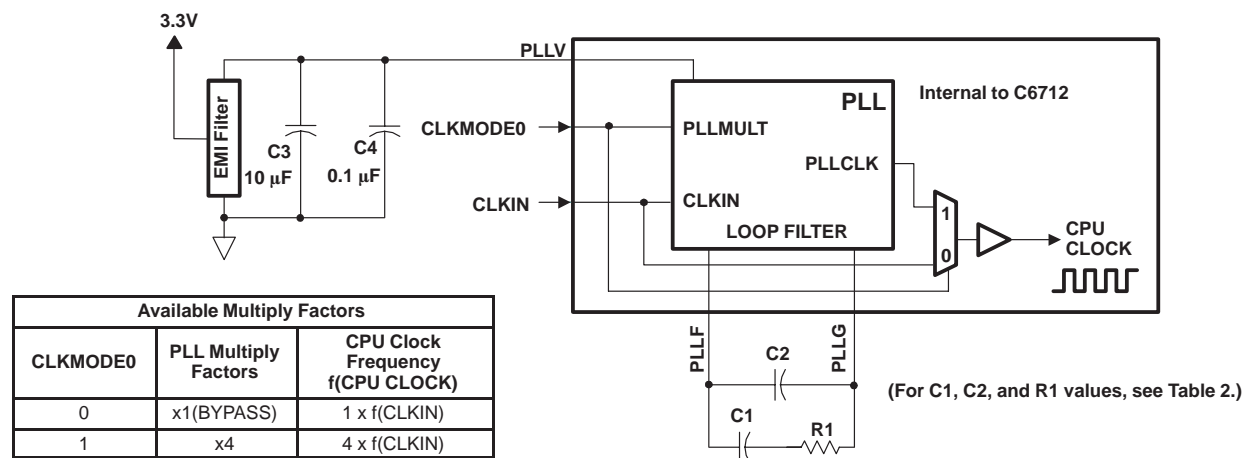 3.3V
PLLV
EMI Filter
C3
10 μF
C4
0.1 μF
CLKMODE0
CLKIN
PLL
Internal to C6712
PLLMULT
PLLCLK
CLKIN
LOOP FILTER
1
0
CPU
CLOCK
PLLF
PLLG
C2
C1
R1
(For C1, C2, and R1 values, see Table 2.)
Available Multiply Factors
CLKMODE0
PLL Multiply
Factors
CPU Clock
Frequency
f(CPU CLOCK)
0
x1(BYPASS)
1 x f(CLKIN)
1
x4
4 x f(CLKIN)